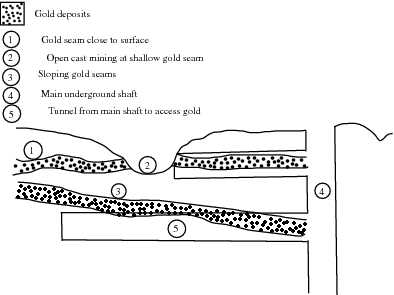 Gold deposits
1 Gold seam close to surface
2 Open cast mining at shallow gold seam
3 Sloping gold seams
4 Main underground shaft
5 Tunnel from main shaft to access gold
1
2
3
4
5